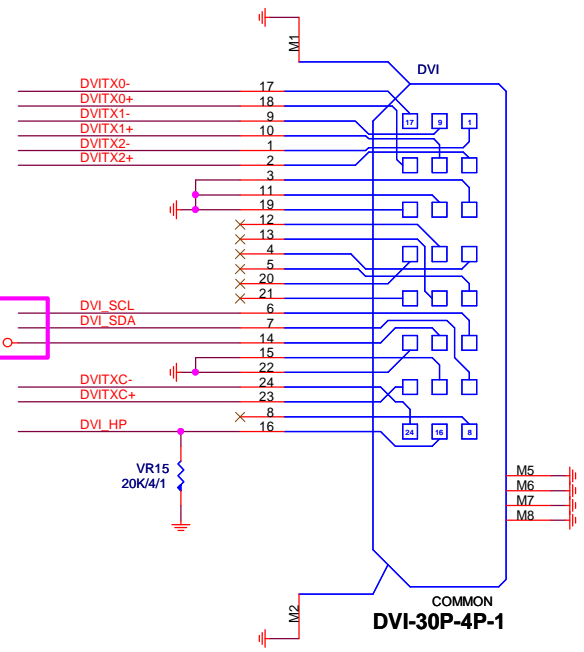 M1
DVI
DVITX0- 17
DVITX0+ 18
DVITX1- 9
DVITX1+ 10
DVITX2- 1
DVITX2+ 2
3
11
19
12
13
4
5
20
21
DVI_SCL 6
DVI_SDA 7
14
15
22
DVITXC- 24
DVITXC+ 23
8
DVI_HP 16
17 9 1
24 16 8
VR15
20K/4/1
M5
M6
M7
M8
M2
COMMON
DVI-30P-4P-1